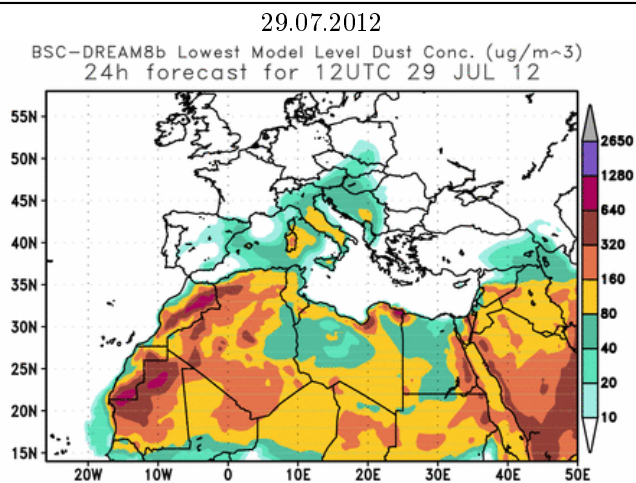 29.07.2012
BSC-DREAM8b Lowest Model Level Dust Conc. (ug/m^3)
24h forecast for 12UTC 29 JUL 12
55N
50N
45N
40N
35N
30N
25N
20N
15N
20W 10W 0 10E 20E 30E 40E 50E
2650
1280
640
320
160
80
40
20
10